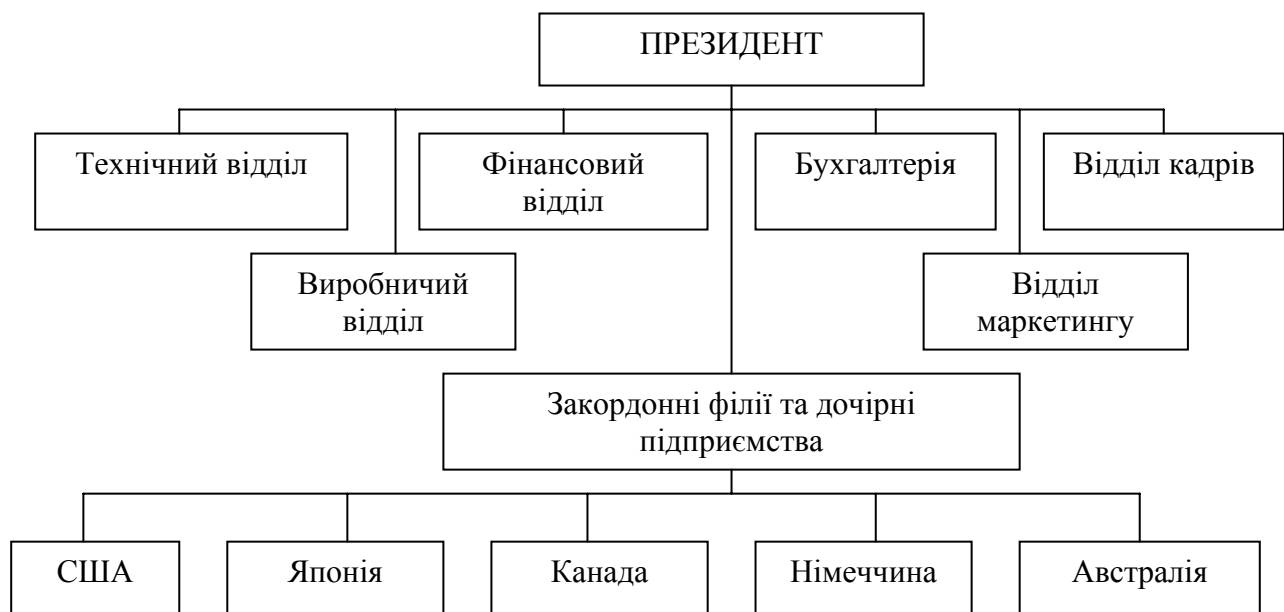 ПРЕЗИДЕНТ
Технічний відділ
Фінансовий
відділ
Бухгалтерія
Відділ кадрів
Виробничий
відділ
Відділ
маркетингу
Закордонні філії та дочірні
підприємства
США
Японія
Канада
Німеччина
Австралія